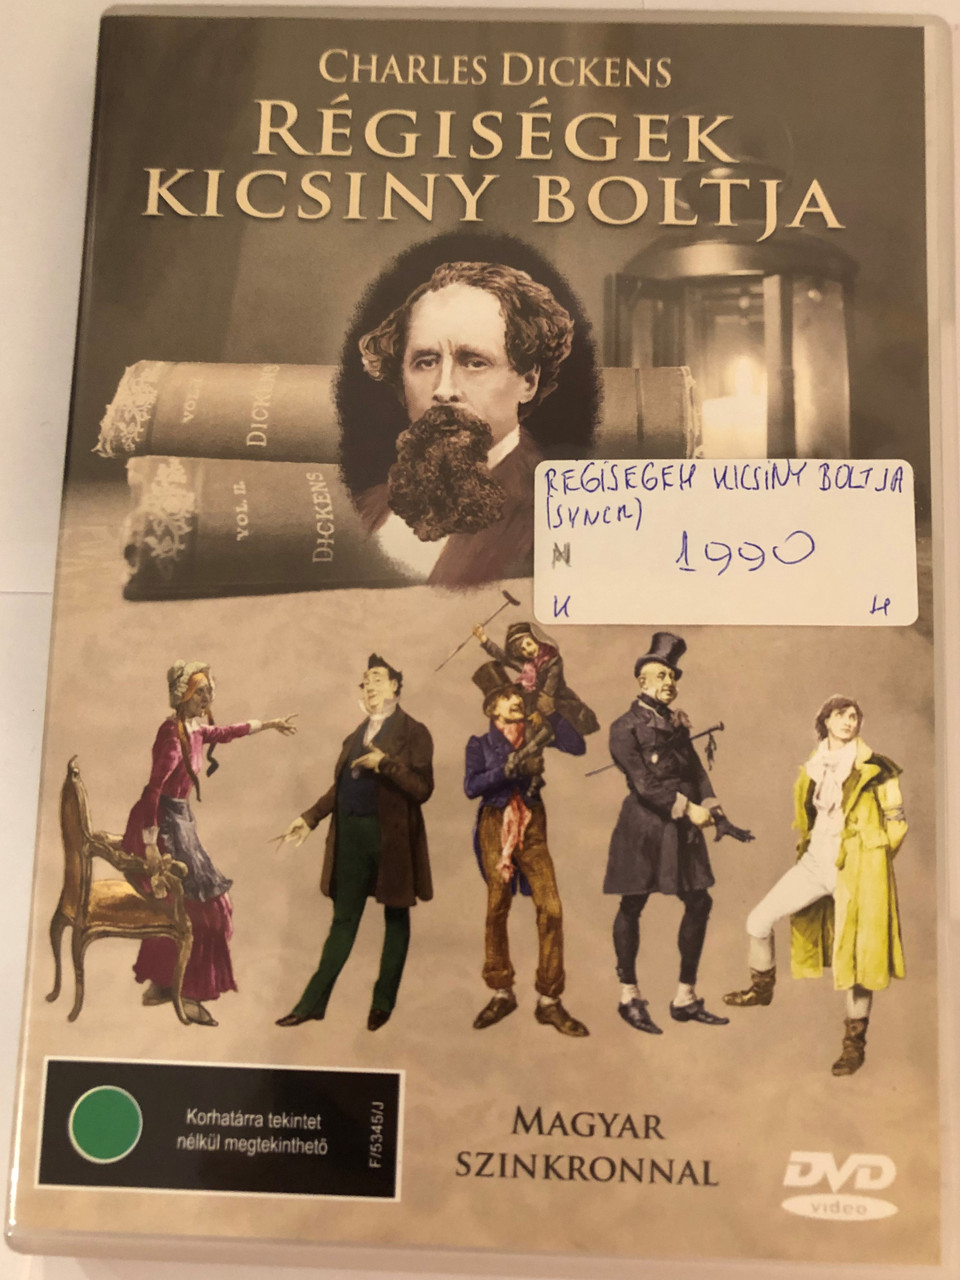 CHARLES DICKENS
RÉGISÉGEK
KICSINY BOLTJA
VOL. I.
DICKENS
VOL. II.
DICKENS
REGISEGEK KICSINY BOLTJA
(SYNCR)
N 1990
K H
Korhatárra tekintet
nélkül megtekinthető
F/5345/J
MAGYAR
SZINKRONNAL
DVD
video